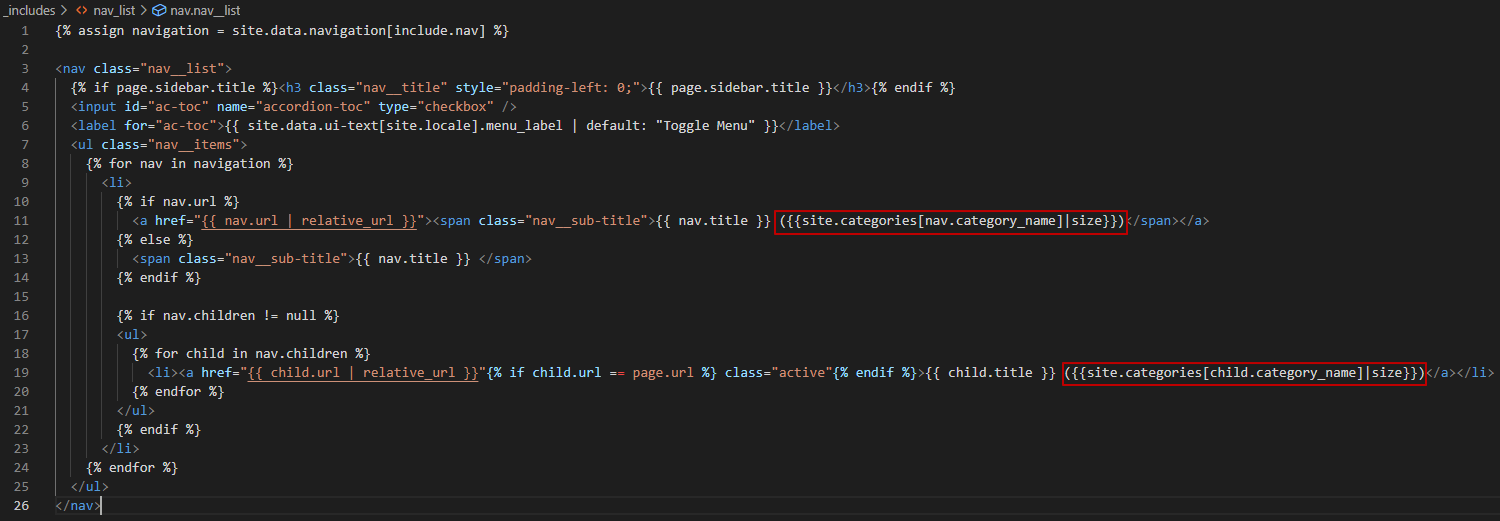 _includes > <> nav_list > nav.nav__list
1 {% assign navigation = site.data.navigation[include.nav] %}
2
3 <nav class="nav__list">
4 {% if page.sidebar.title %}<h3 class="nav__title" style="padding-left: 0;">{{ page.sidebar.title }}</h3>{% endif %}
5 <input id="ac-toc" name="accordion-toc" type="checkbox" />
6 <label for="ac-toc">{{ site.data.ui-text[site.locale].menu_label | default: "Toggle Menu" }}</label>
7 <ul class="nav__items">
8 {% for nav in navigation %}
9 <li>
10 {% if nav.url %}
11 <a href="{{ nav.url | relative_url }}"><span class="nav__sub-title">{{ nav.title }} ({{site.categories[nav.category_name]|size}})</span></a>
12 {% else %}
13 <span class="nav__sub-title">{{ nav.title }} </span>
14 {% endif %}
15
16 {% if nav.children != null %}
17 <ul>
18 {% for child in nav.children %}
19 <li><a href="{{ child.url | relative_url }}"{% if child.url == page.url %} class="active"{% endif %}>{{ child.title }} ({{site.categories[child.category_name]|size}})</a></li>
20 {% endfor %}
21 </ul>
22 {% endif %}
23 </li>
24 {% endfor %}
25 </ul>
26 </nav>